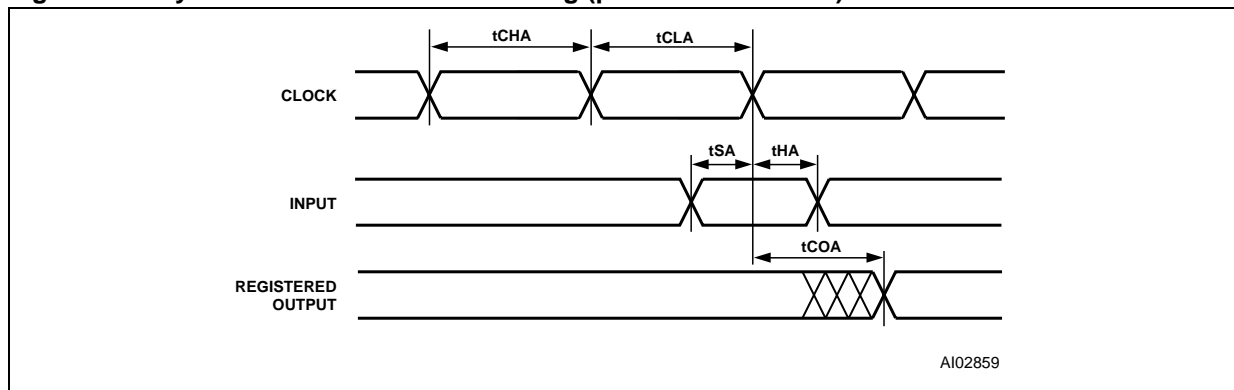 tCHA tCLA
CLOCK
tSA tHA
INPUT
tCOA
REGISTERED
OUTPUT
AI02859